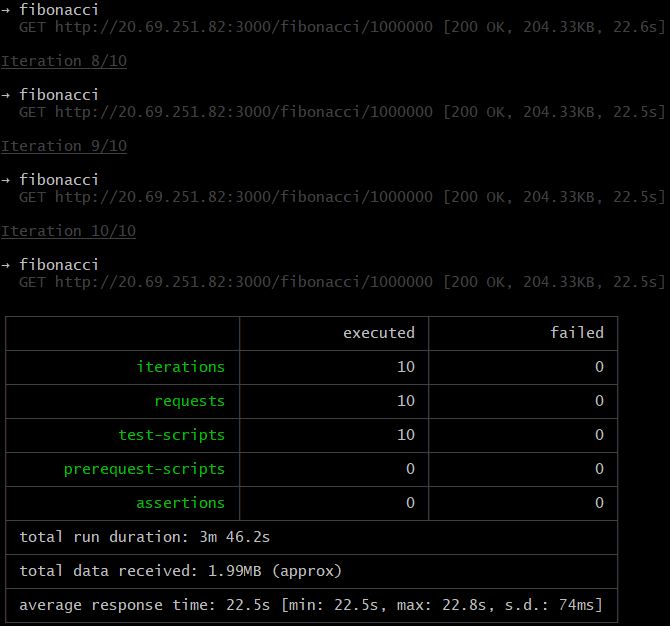 → fibonacci
GET http://20.69.251.82:3000/fibonacci/1000000 [200 OK, 204.33KB, 22.6s]
Iteration 8/10
→ fibonacci
GET http://20.69.251.82:3000/fibonacci/1000000 [200 OK, 204.33KB, 22.5s]
Iteration 9/10
→ fibonacci
GET http://20.69.251.82:3000/fibonacci/1000000 [200 OK, 204.33KB, 22.5s]
Iteration 10/10
→ fibonacci
GET http://20.69.251.82:3000/fibonacci/1000000 [200 OK, 204.33KB, 22.5s]
executed failed
iterations 10 0
requests 10 0
test-scripts 10 0
prerequest-scripts 0 0
assertions 0 0
total run duration: 3m 46.2s
total data received: 1.99MB (approx)
average response time: 22.5s [min: 22.5s, max: 22.8s, s.d.: 74ms]